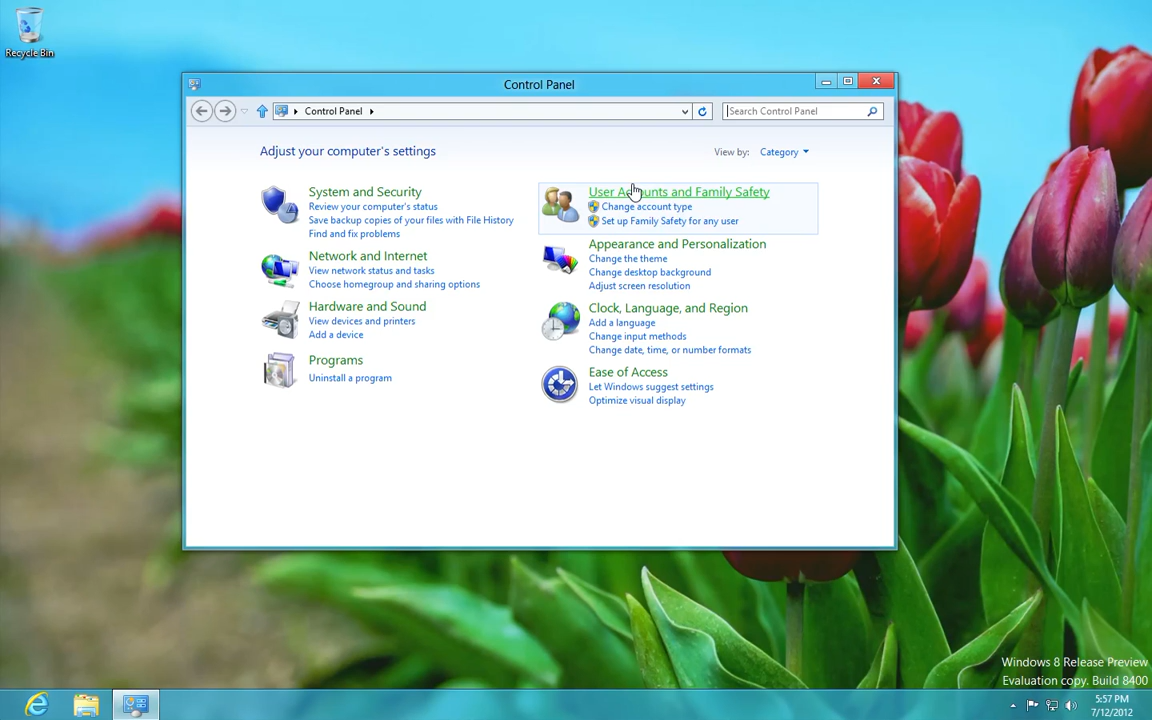 Recycle Bin
Control Panel
Control Panel
Search Control Panel
Adjust your computer's settings
View by: Category
System and Security
Review your computer's status
Save backup copies of your files with File History
Find and fix problems
Network and Internet
View network status and tasks
Choose homegroup and sharing options
Hardware and Sound
View devices and printers
Add a device
Programs
Uninstall a program
User Accounts and Family Safety
Change account type
Set up Family Safety for any user
Appearance and Personalization
Change the theme
Change desktop background
Adjust screen resolution
Clock, Language, and Region
Add a language
Change input methods
Change date, time, or number formats
Ease of Access
Let Windows suggest settings
Optimize visual display
Windows 8 Release Preview
Evaluation copy. Build 8400
5:57 PM
7/12/2012